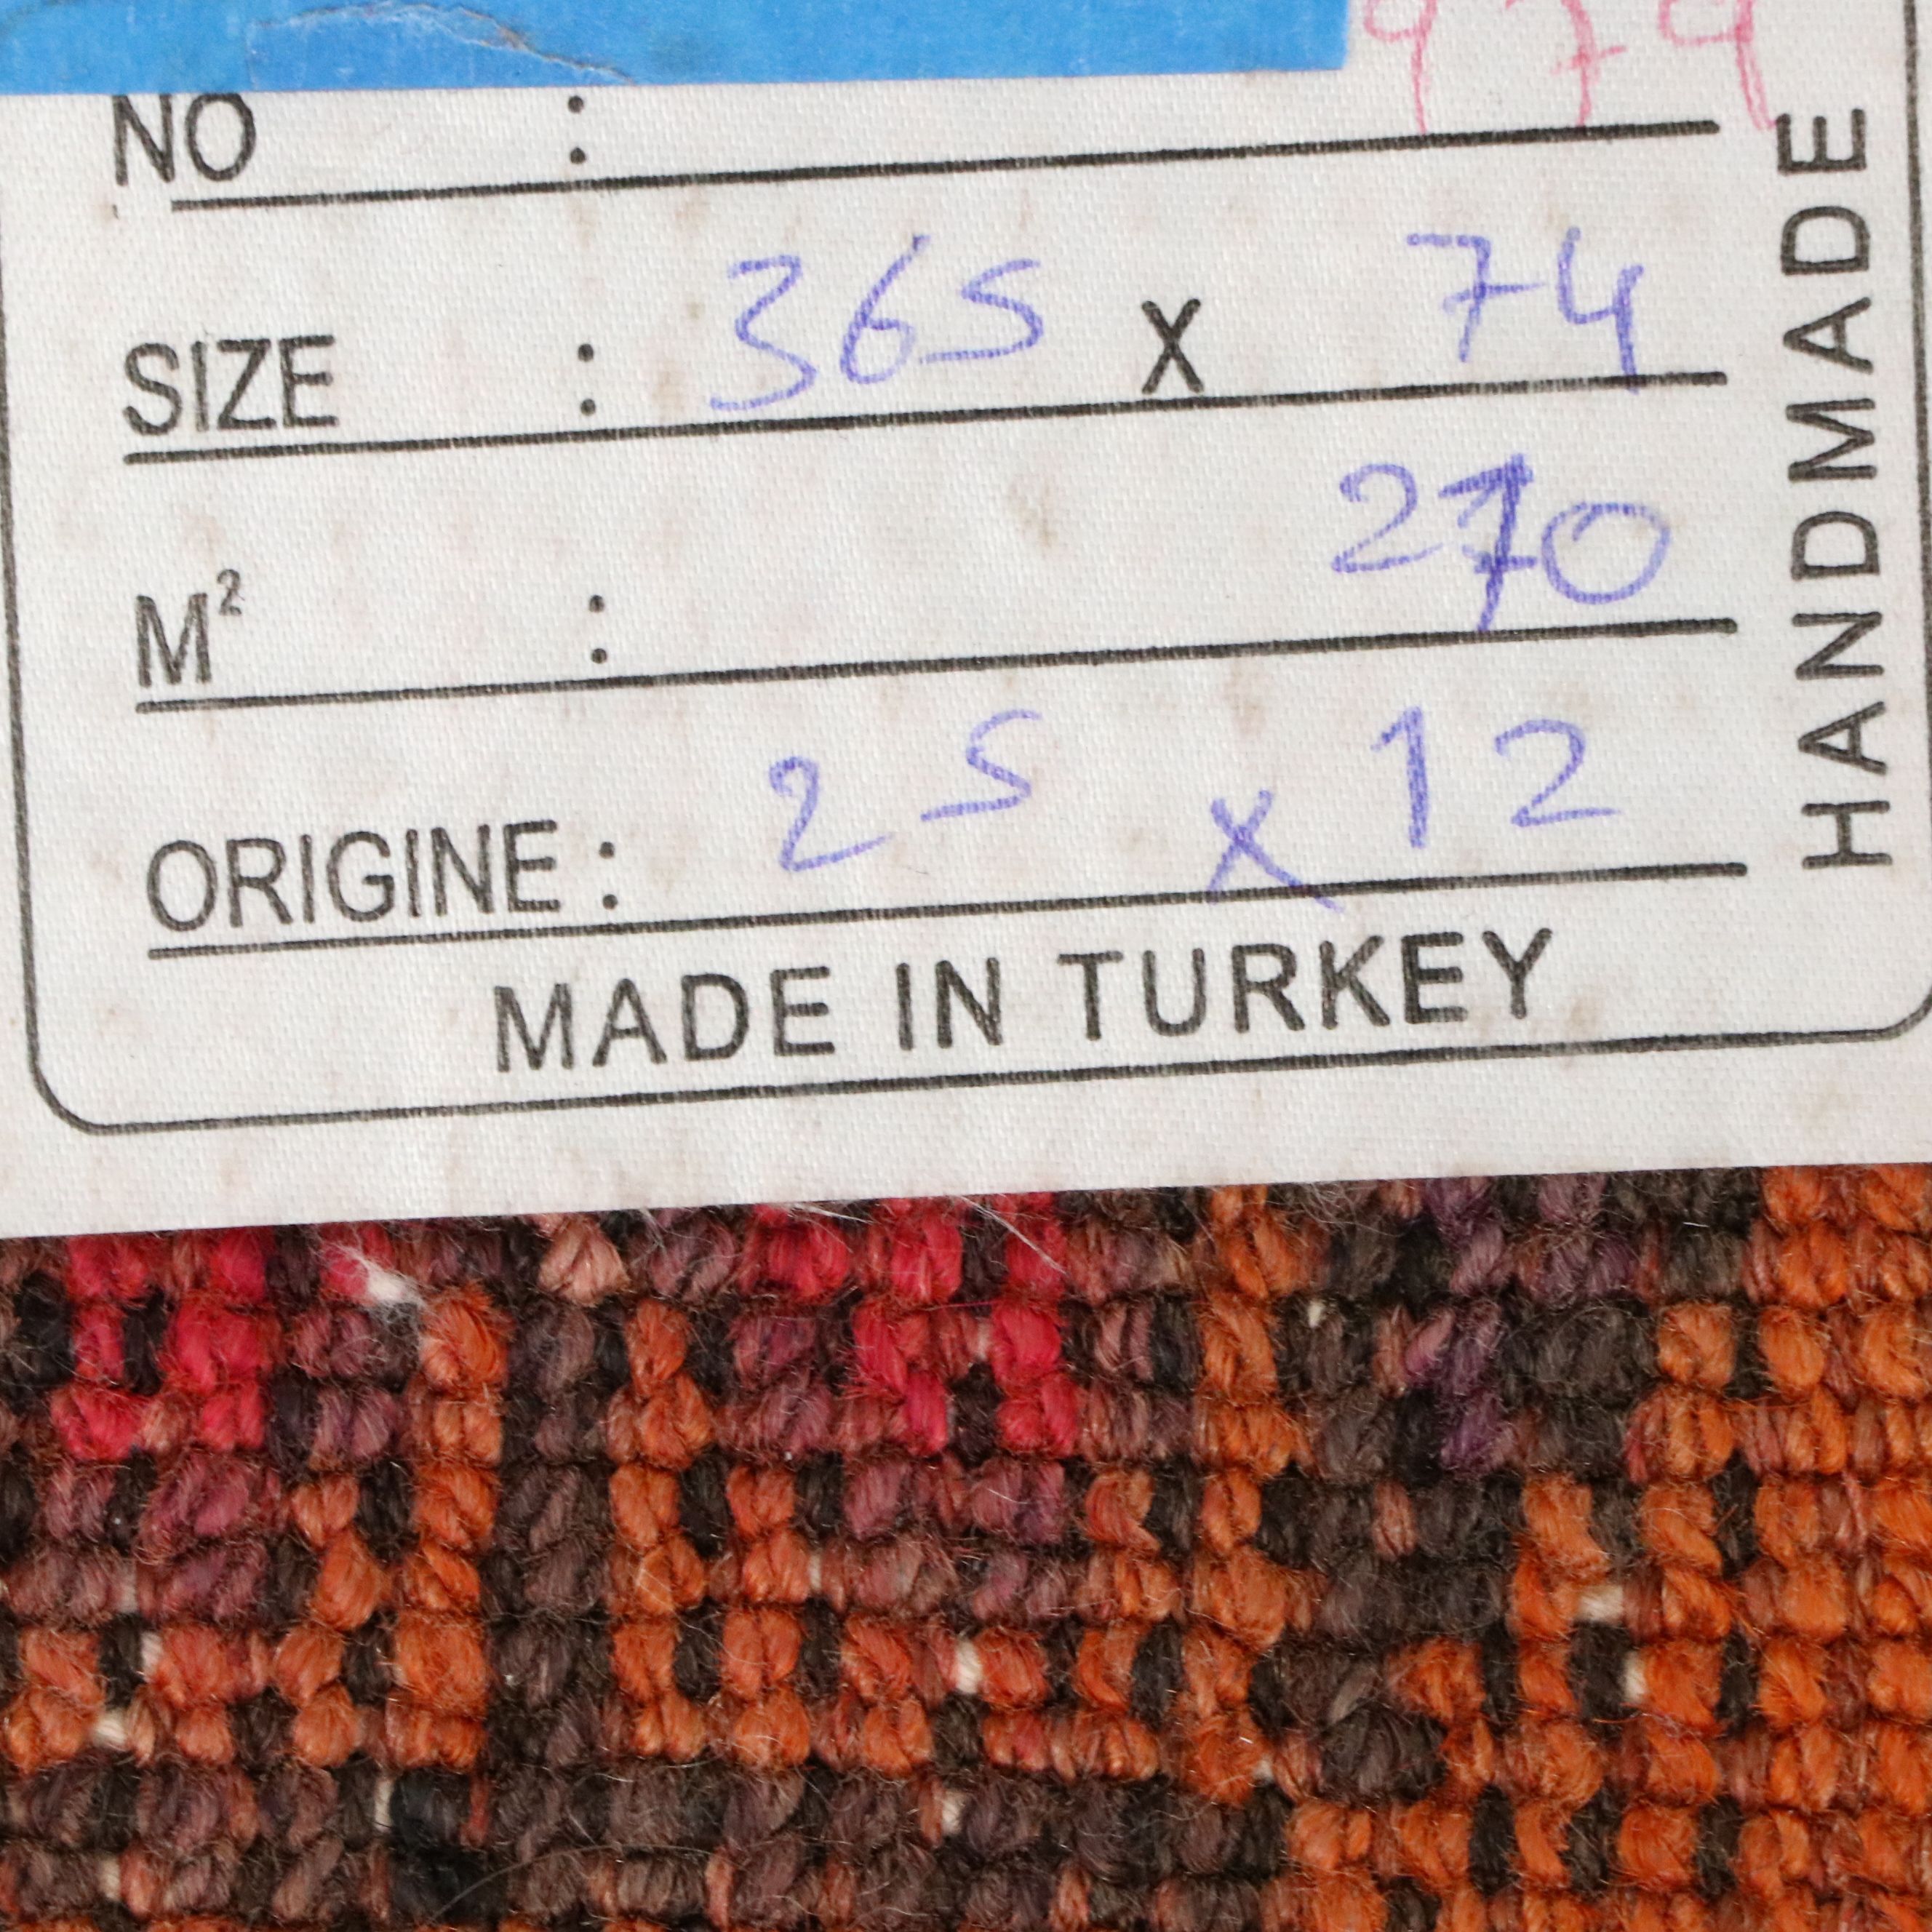 NO :
SIZE : 365 X 74
M² : 270
ORIGINE : 25 x 12
MADE IN TURKEY
HANDMADE